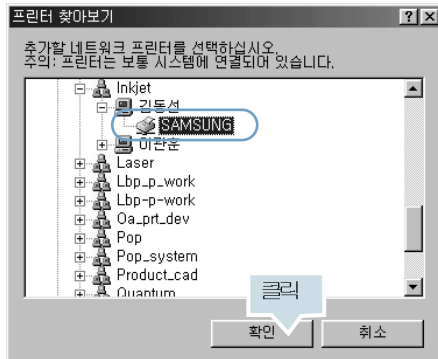 프린터 찾아보기
추가할 네트워크 프린터를 선택하십시오.
주의: 프린터는 보통 시스템에 연결되어 있습니다.
Inkjet
김동선
SAMSUNG
이관운
Laser
Lbp_p_work
Lbp-p-work
Oa_prt_dev
Pop
Pop_system
Product_cad
Quantum
클릭
확인
취소